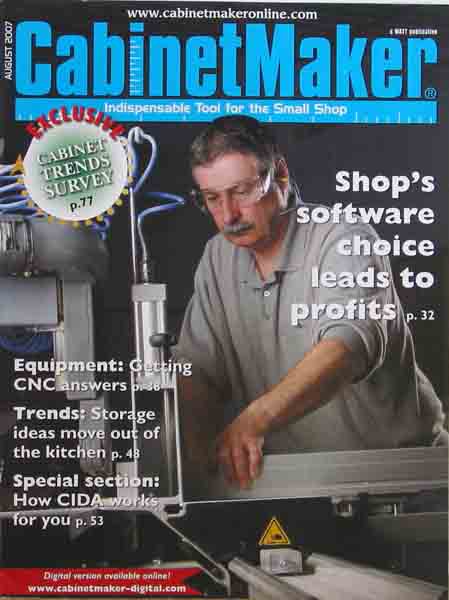 www.cabinetmakeronline.com
a WATT publication
AUGUST 2007
CabinetMaker®
Indispensable Tool for the Small Shop
EXCLUSIVE
CABINET
TRENDS
SURVEY
p.77
Shop's
software
choice
leads to
profits p. 32
Equipment: Getting
CNC answers p. 38
Trends: Storage
ideas move out of
the kitchen p. 48
Special section:
How CIDA works
for you p. 53
Digital version available online!
www.cabinetmaker-digital.com